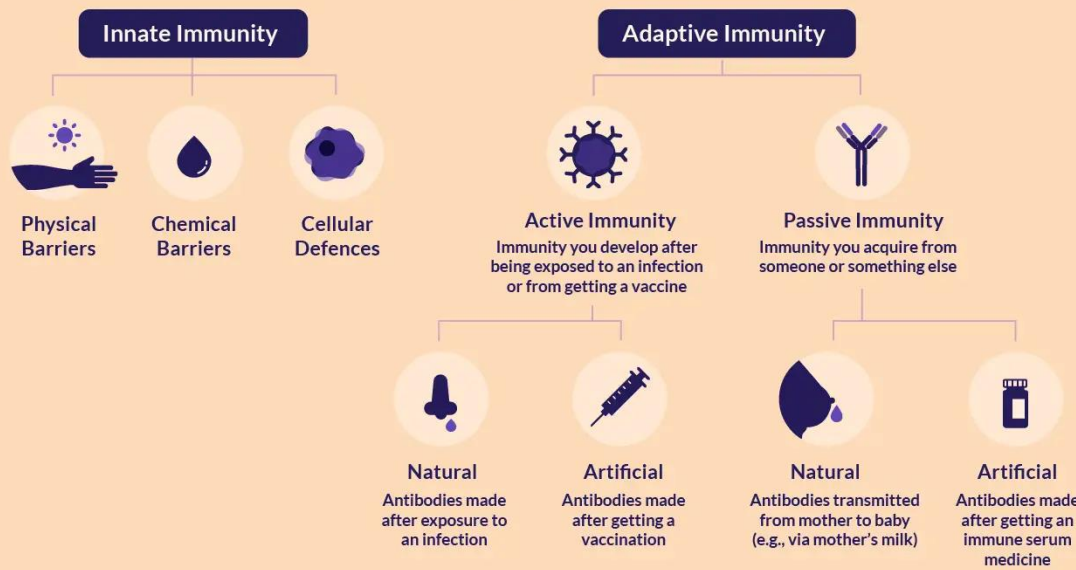 Innate Immunity
Adaptive Immunity
Physical
Barriers
Chemical
Barriers
Cellular
Defences
Active Immunity
Immunity you develop after
being exposed to an infection
or from getting a vaccine
Passive Immunity
Immunity you acquire from
someone or something else
Natural
Antibodies made
after exposure to
an infection
Artificial
Antibodies made
after getting a
vaccination
Natural
Antibodies transmitted
from mother to baby
(e.g., via mother's milk)
Artificial
Antibodies made
after getting an
immune serum
medicine